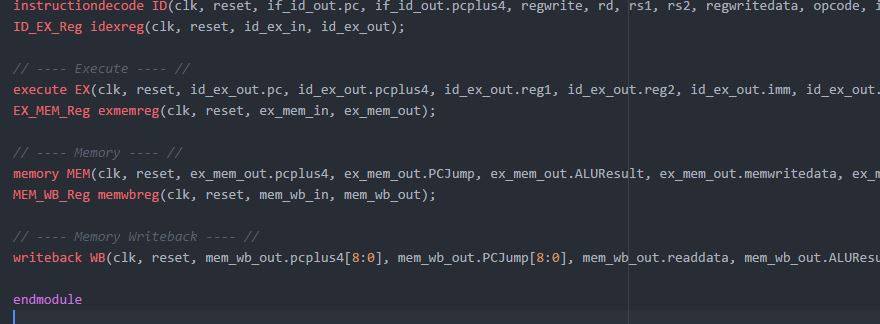 instructiondecode ID(clk, reset, if_id_out.pc, if_id_out.pcplus4, regwrite, rd, rs1, rs2, regwritedata, opcode, i
ID_EX_Reg idexreg(clk, reset, id_ex_in, id_ex_out);
// ---- Execute ---- //
execute EX(clk, reset, id_ex_out.pc, id_ex_out.pcplus4, id_ex_out.reg1, id_ex_out.reg2, id_ex_out.imm, id_ex_out.
EX_MEM_Reg exmemreg(clk, reset, ex_mem_in, ex_mem_out);
// ---- Memory ---- //
memory MEM(clk, reset, ex_mem_out.pcplus4, ex_mem_out.PCJump, ex_mem_out.ALUResult, ex_mem_out.memwritedata, ex_m
MEM_WB_Reg memwbreg(clk, reset, mem_wb_in, mem_wb_out);
// ---- Memory Writeback ---- //
writeback WB(clk, reset, mem_wb_out.pcplus4[8:0], mem_wb_out.PCJump[8:0], mem_wb_out.readdata, mem_wb_out.ALUResu
endmodule